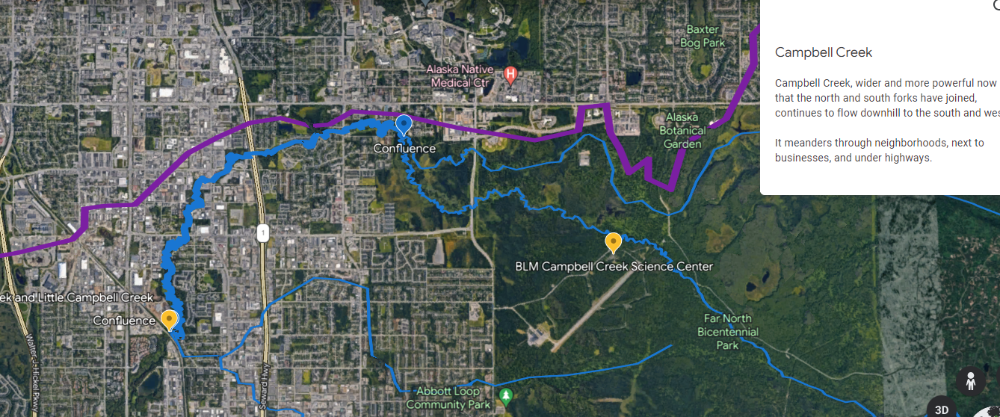 Baxter
Bog Park
Alaska Native
Medical Ctr
H
Alaska
Botanical
Garden
Confluence
1
BLM Campbell Creek Science Center
ek and Little Campbell Creek
Confluence
Far North
Bicentennial
Park
Walter J Hickel Pkwy
Seward Hwy
Abbott Loop
Community Park
3D
Campbell Creek
Campbell Creek, wider and more powerful now
that the north and south forks have joined,
continues to flow downhill to the south and wes
It meanders through neighborhoods, next to
businesses, and under highways.